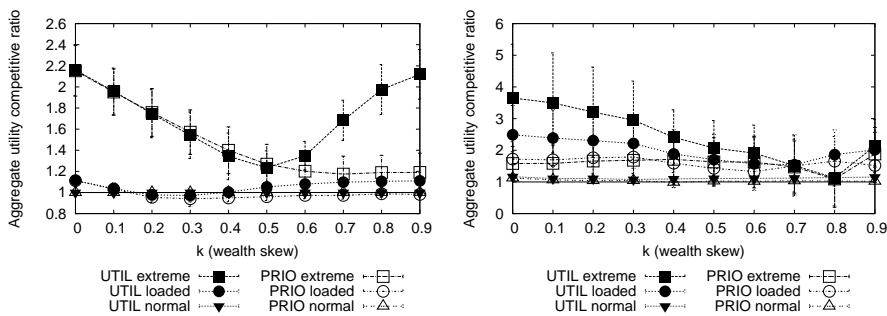 Aggregate utility competitive ratio
2.6
2.4
2.2
2
1.8
1.6
1.4
1.2
1
0.8
0 0.1 0.2 0.3 0.4 0.5 0.6 0.7 0.8 0.9
k (wealth skew)
UTIL extreme PRIO extreme
UTIL loaded PRIO loaded
UTIL normal PRIO normal
Aggregate utility competitive ratio
6
5
4
3
2
1
0
0 0.1 0.2 0.3 0.4 0.5 0.6 0.7 0.8 0.9
k (wealth skew)
UTIL extreme PRIO extreme
UTIL loaded PRIO loaded
UTIL normal PRIO normal